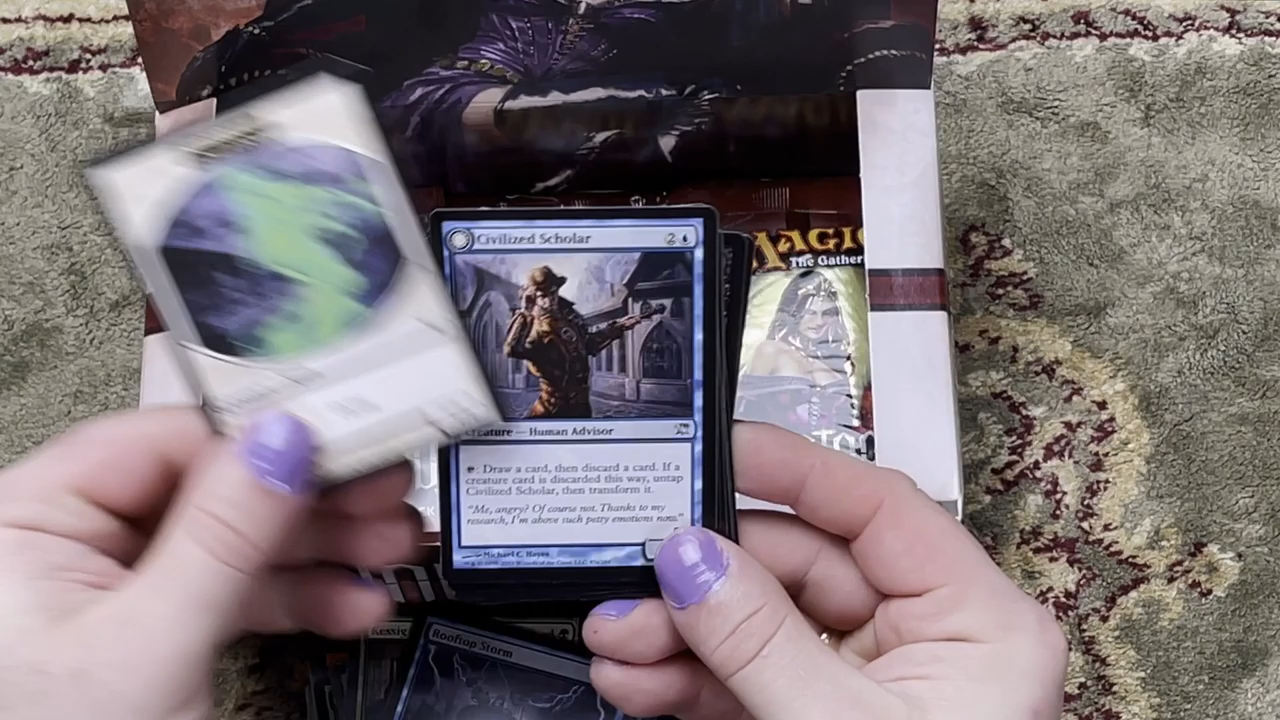 Civilized Scholar 2
MAGIC
The Gather
Creature — Human Advisor
: Draw a card, then discard a card. If a
creature card is discarded this way, untap
Civilized Scholar, then transform it.
"Me, angry? Of course not. Thanks to my
research, I'm above such petty emotions now."
Michael C. Hayes
Kessig
Rooftop Storm